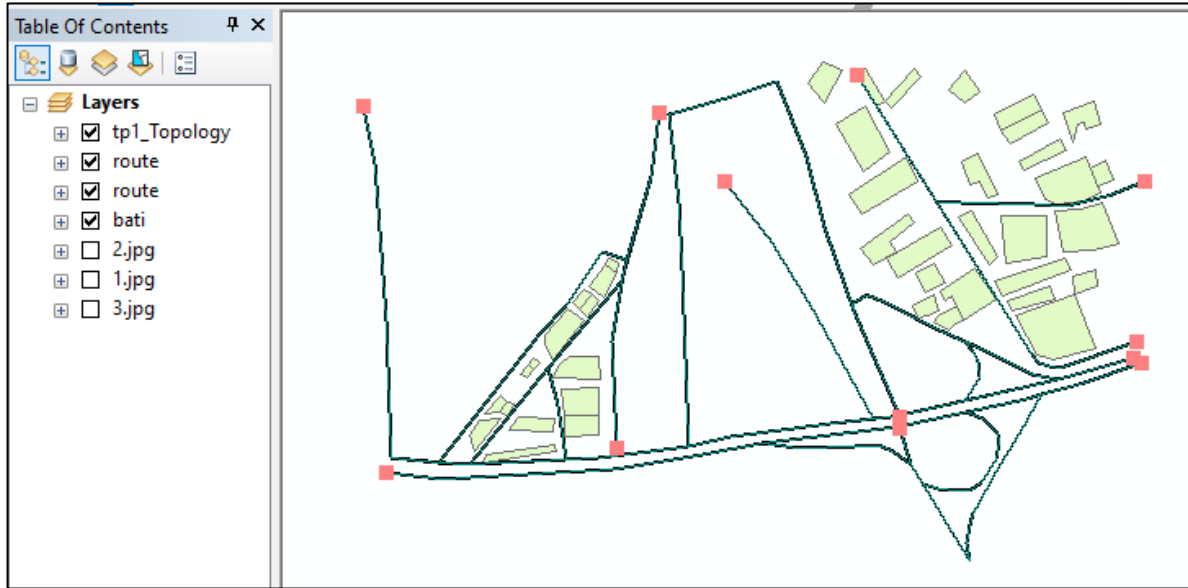 Table Of Contents
Layers
tp1_Topology
route
route
bati
2.jpg
1.jpg
3.jpg